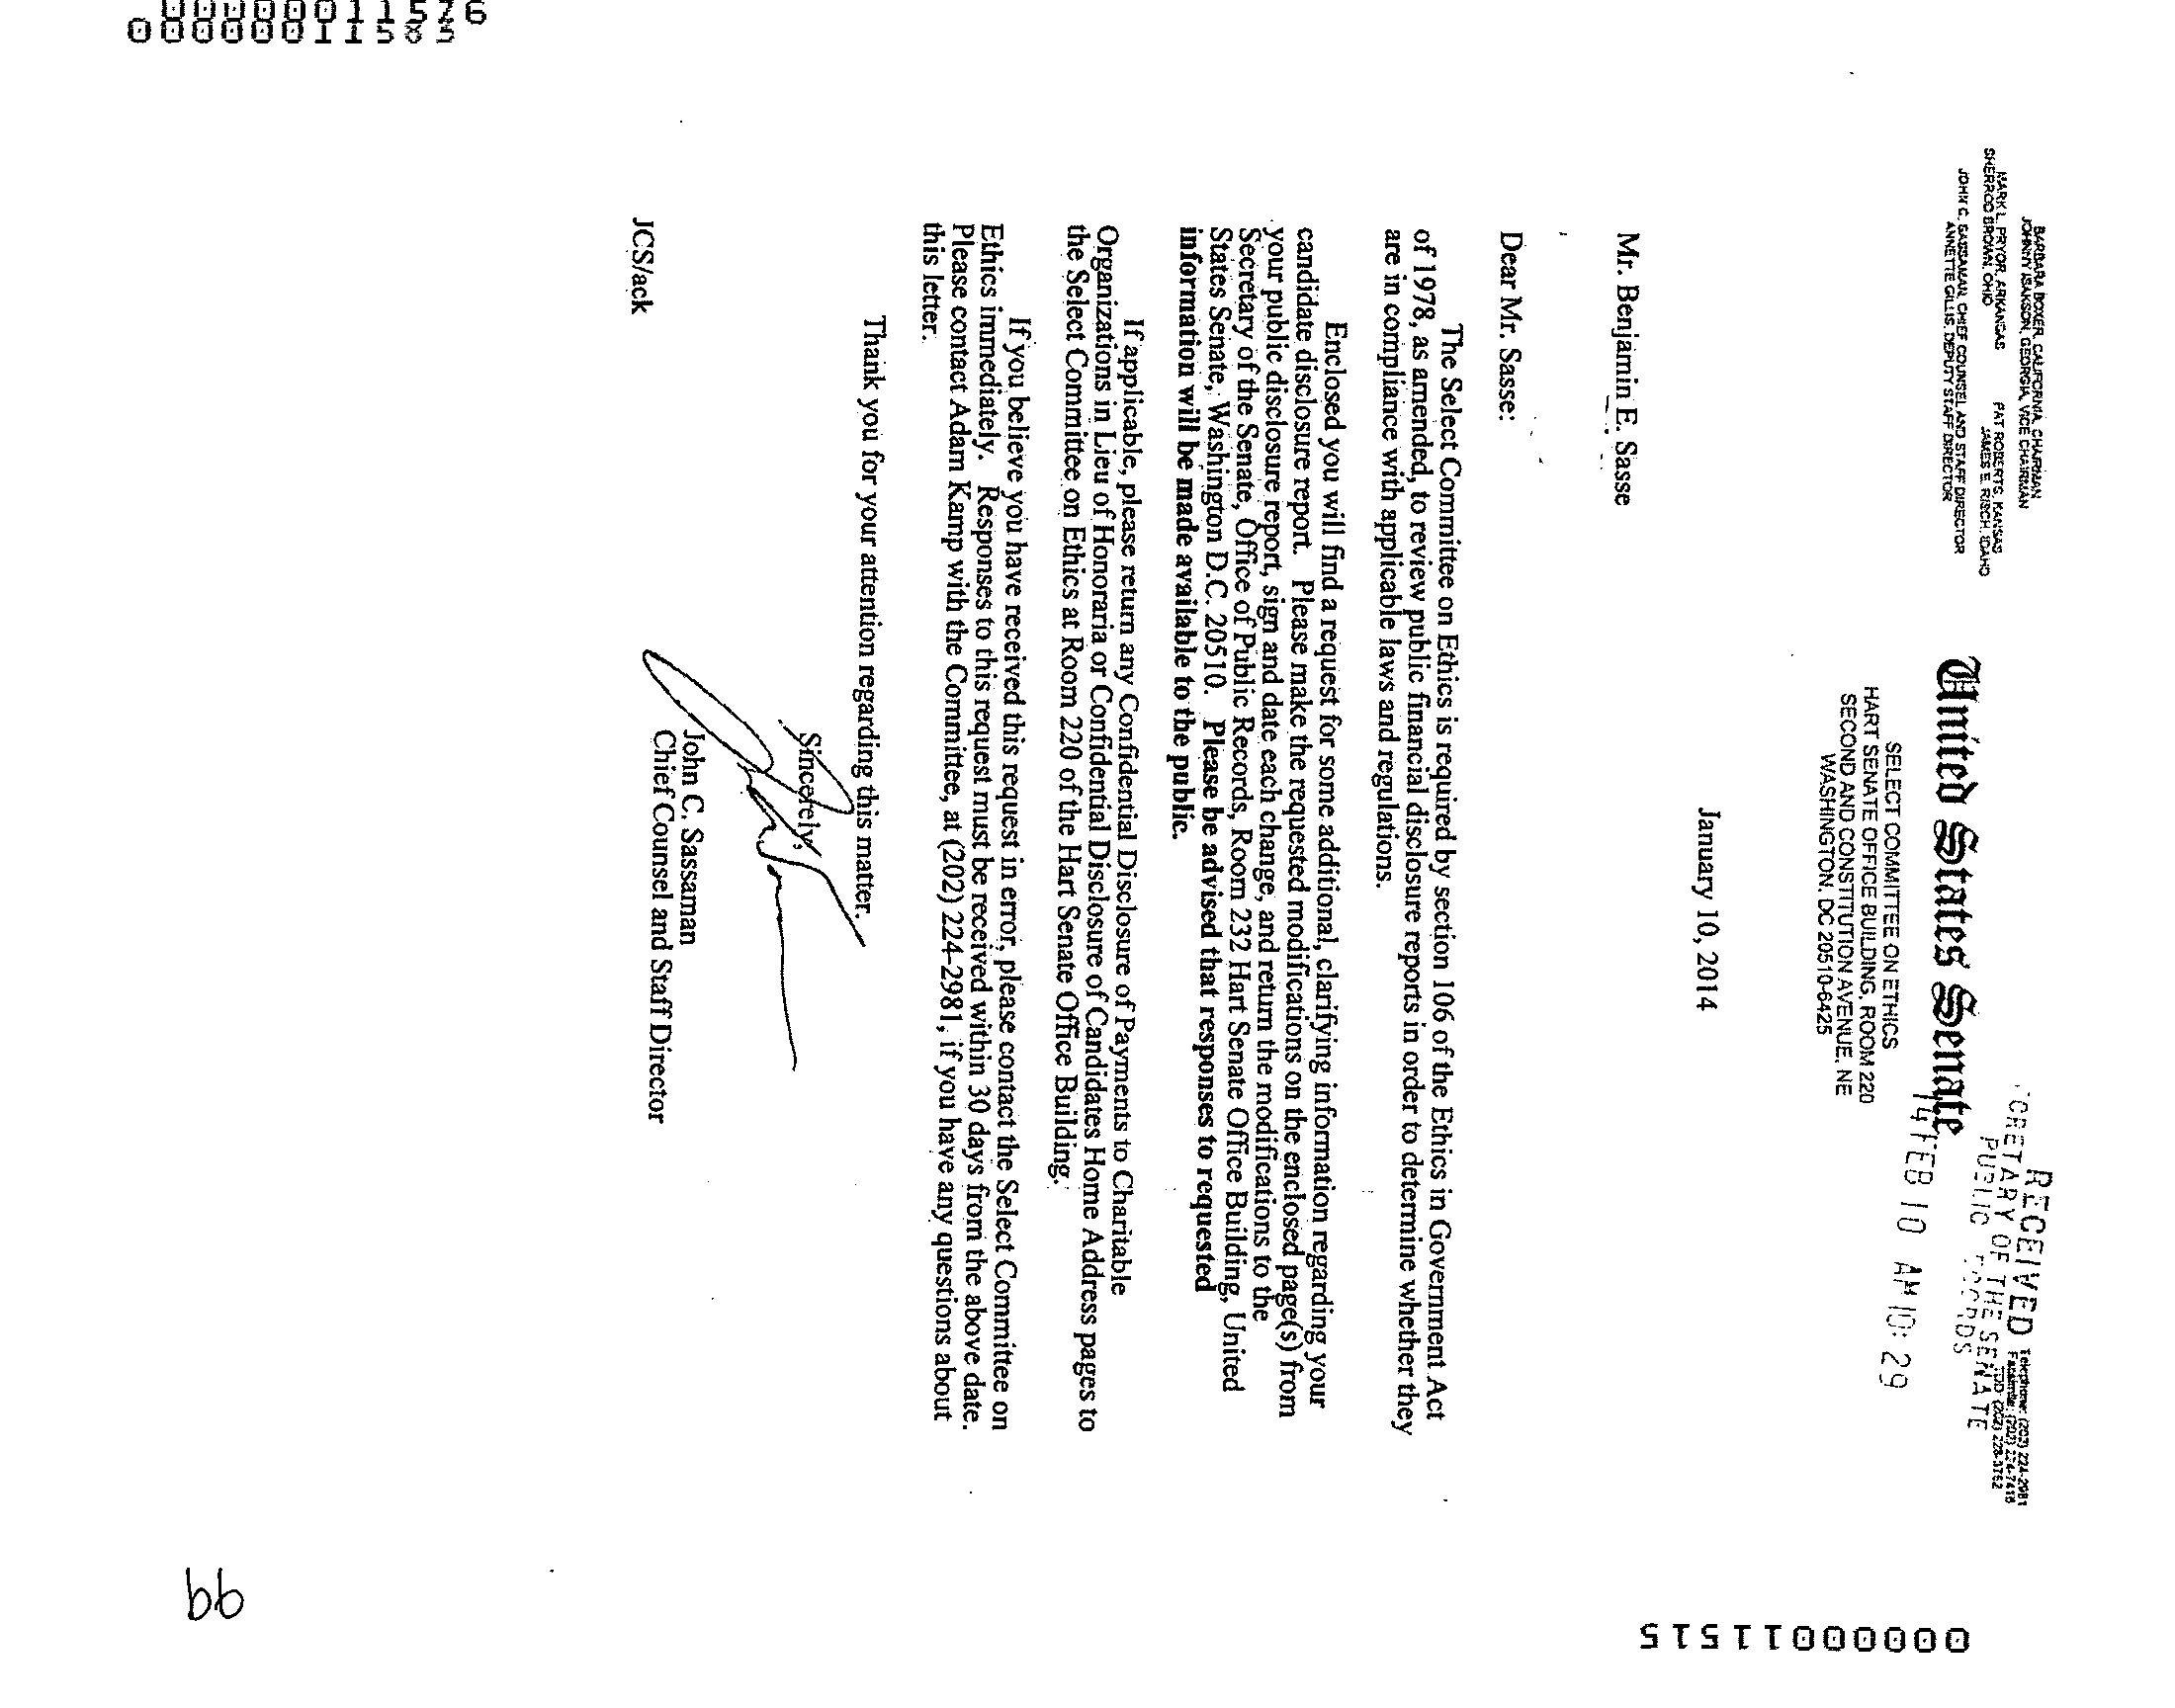 BARBARA BOXER, CALIFORNIA, CHAIRMAN
JOHNNY ISAKSON, GEORGIA, VICE CHAIRMAN
MARK L. PRYOR, ARKANSAS PAT ROBERTS, KANSAS
SHERROD BROWN, OHIO JAMES E. RISCH, IDAHO
JOHN C. SASSAMAN, CHIEF COUNSEL AND STAFF DIRECTOR
ANNETTE GILLIS, DEPUTY STAFF DIRECTOR
RECEIVED
CRETARY OF THE SENATE
PUBLIC
Telephone: (202) 224-2981
Facsimile: (202) 224-7416
TDD: (202) 228-3752
United States Senate
'14 FEB 10 AM 10:29
SELECT COMMITTEE ON ETHICS
HART SENATE OFFICE BUILDING, ROOM 220
SECOND AND CONSTITUTION AVENUE, NE
WASHINGTON, DC 20510-6425
January 10, 2014
Mr. Benjamin E. Sasse
Dear Mr. Sasse:
The Select Committee on Ethics is required by section 106 of the Ethics in Government Act
of 1978, as amended, to review public financial disclosure reports in order to determine whether they
are in compliance with applicable laws and regulations.
Enclosed you will find a request for some additional, clarifying information regarding your
candidate disclosure report. Please make the requested modifications on the enclosed page(s) from
your public disclosure report, sign and date each change, and return the modifications to the
Secretary of the Senate, Office of Public Records, Room 232 Hart Senate Office Building, United
States Senate, Washington D.C. 20510. Please be advised that responses to requested
information will be made available to the public.
If applicable, please return any Confidential Disclosure of Payments to Charitable
Organizations in Lieu of Honoraria or Confidential Disclosure of Candidates Home Address pages to
the Select Committee on Ethics at Room 220 of the Hart Senate Office Building.
If you believe you have received this request in error, please contact the Select Committee on
Ethics immediately. Responses to this request must be received within 30 days from the above date.
Please contact Adam Kamp with the Committee, at (202) 224-2981, if you have any questions about
this letter.
Thank you for your attention regarding this matter.
Sincerely,
John C. Sassaman
Chief Counsel and Staff Director
JCS/ack
00000011515